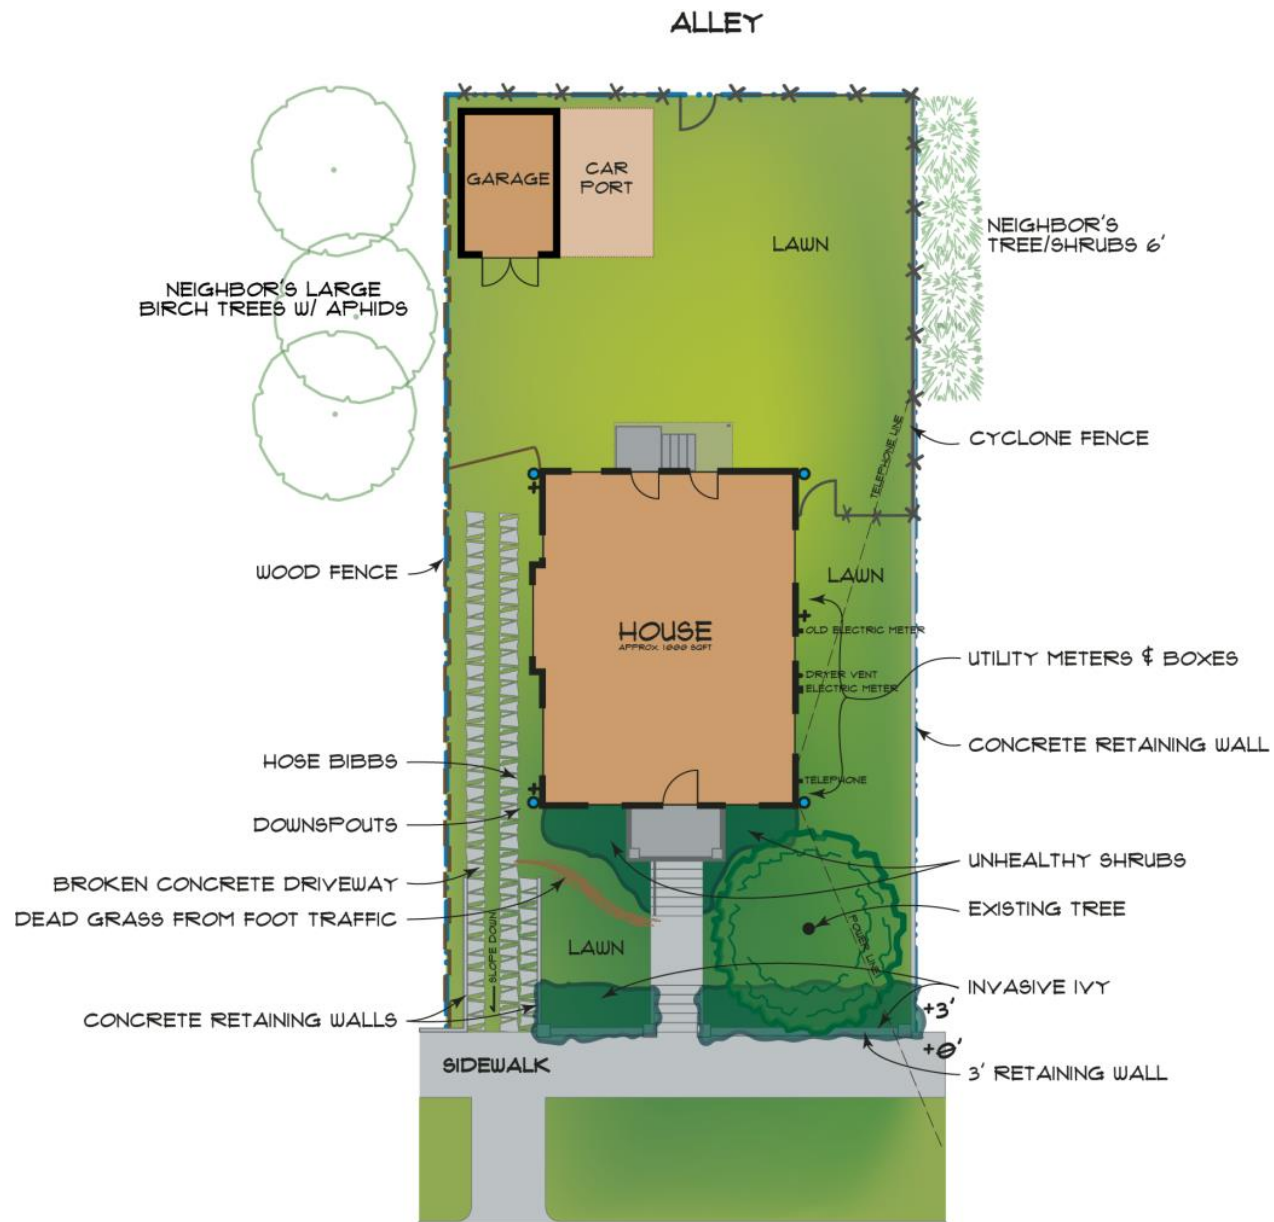 ALLEY
GARAGE
CAR
PORT
LAWN
NEIGHBOR'S
TREE/SHRUBS 6'
NEIGHBOR'S LARGE
BIRCH TREES W/ APHIDS
TELEPHONE LINE
CYCLONE FENCE
WOOD FENCE
LAWN
HOUSE
APPROX. 1000 SQFT
OLD ELECTRIC METER
UTILITY METERS & BOXES
DRYER VENT
ELECTRIC METER
CONCRETE RETAINING WALL
HOSE BIBBS
TELEPHONE
DOWNSPOUTS
UNHEALTHY SHRUBS
BROKEN CONCRETE DRIVEWAY
DEAD GRASS FROM FOOT TRAFFIC
EXISTING TREE
SLOPE DOWN
LAWN
POWER LINE
INVASIVE IVY
CONCRETE RETAINING WALLS
+3'
+0'
SIDEWALK
3' RETAINING WALL